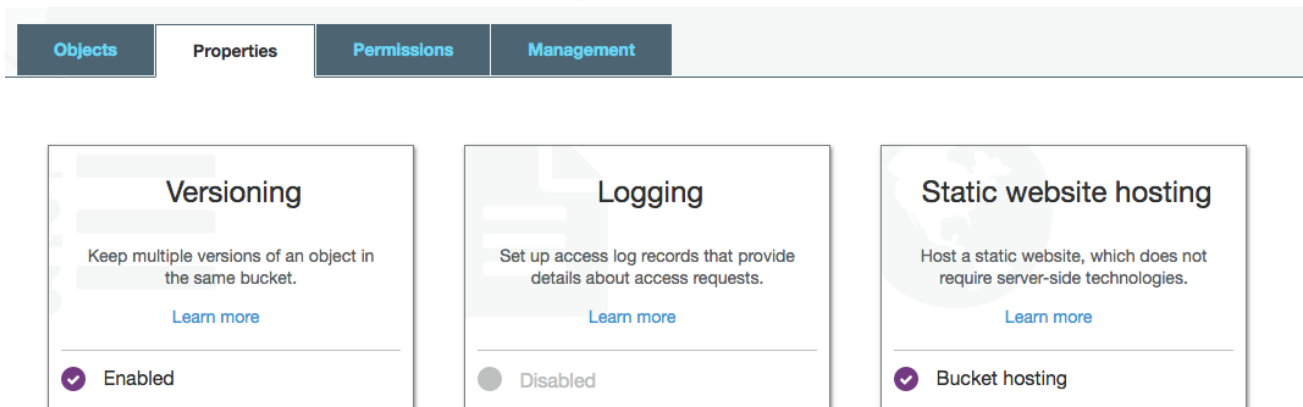 Objects
Properties
Permissions
Management
Versioning
Keep multiple versions of an object in
the same bucket.
Learn more
Enabled
Logging
Set up access log records that provide
details about access requests.
Learn more
Disabled
Static website hosting
Host a static website, which does not
require server-side technologies.
Learn more
Bucket hosting